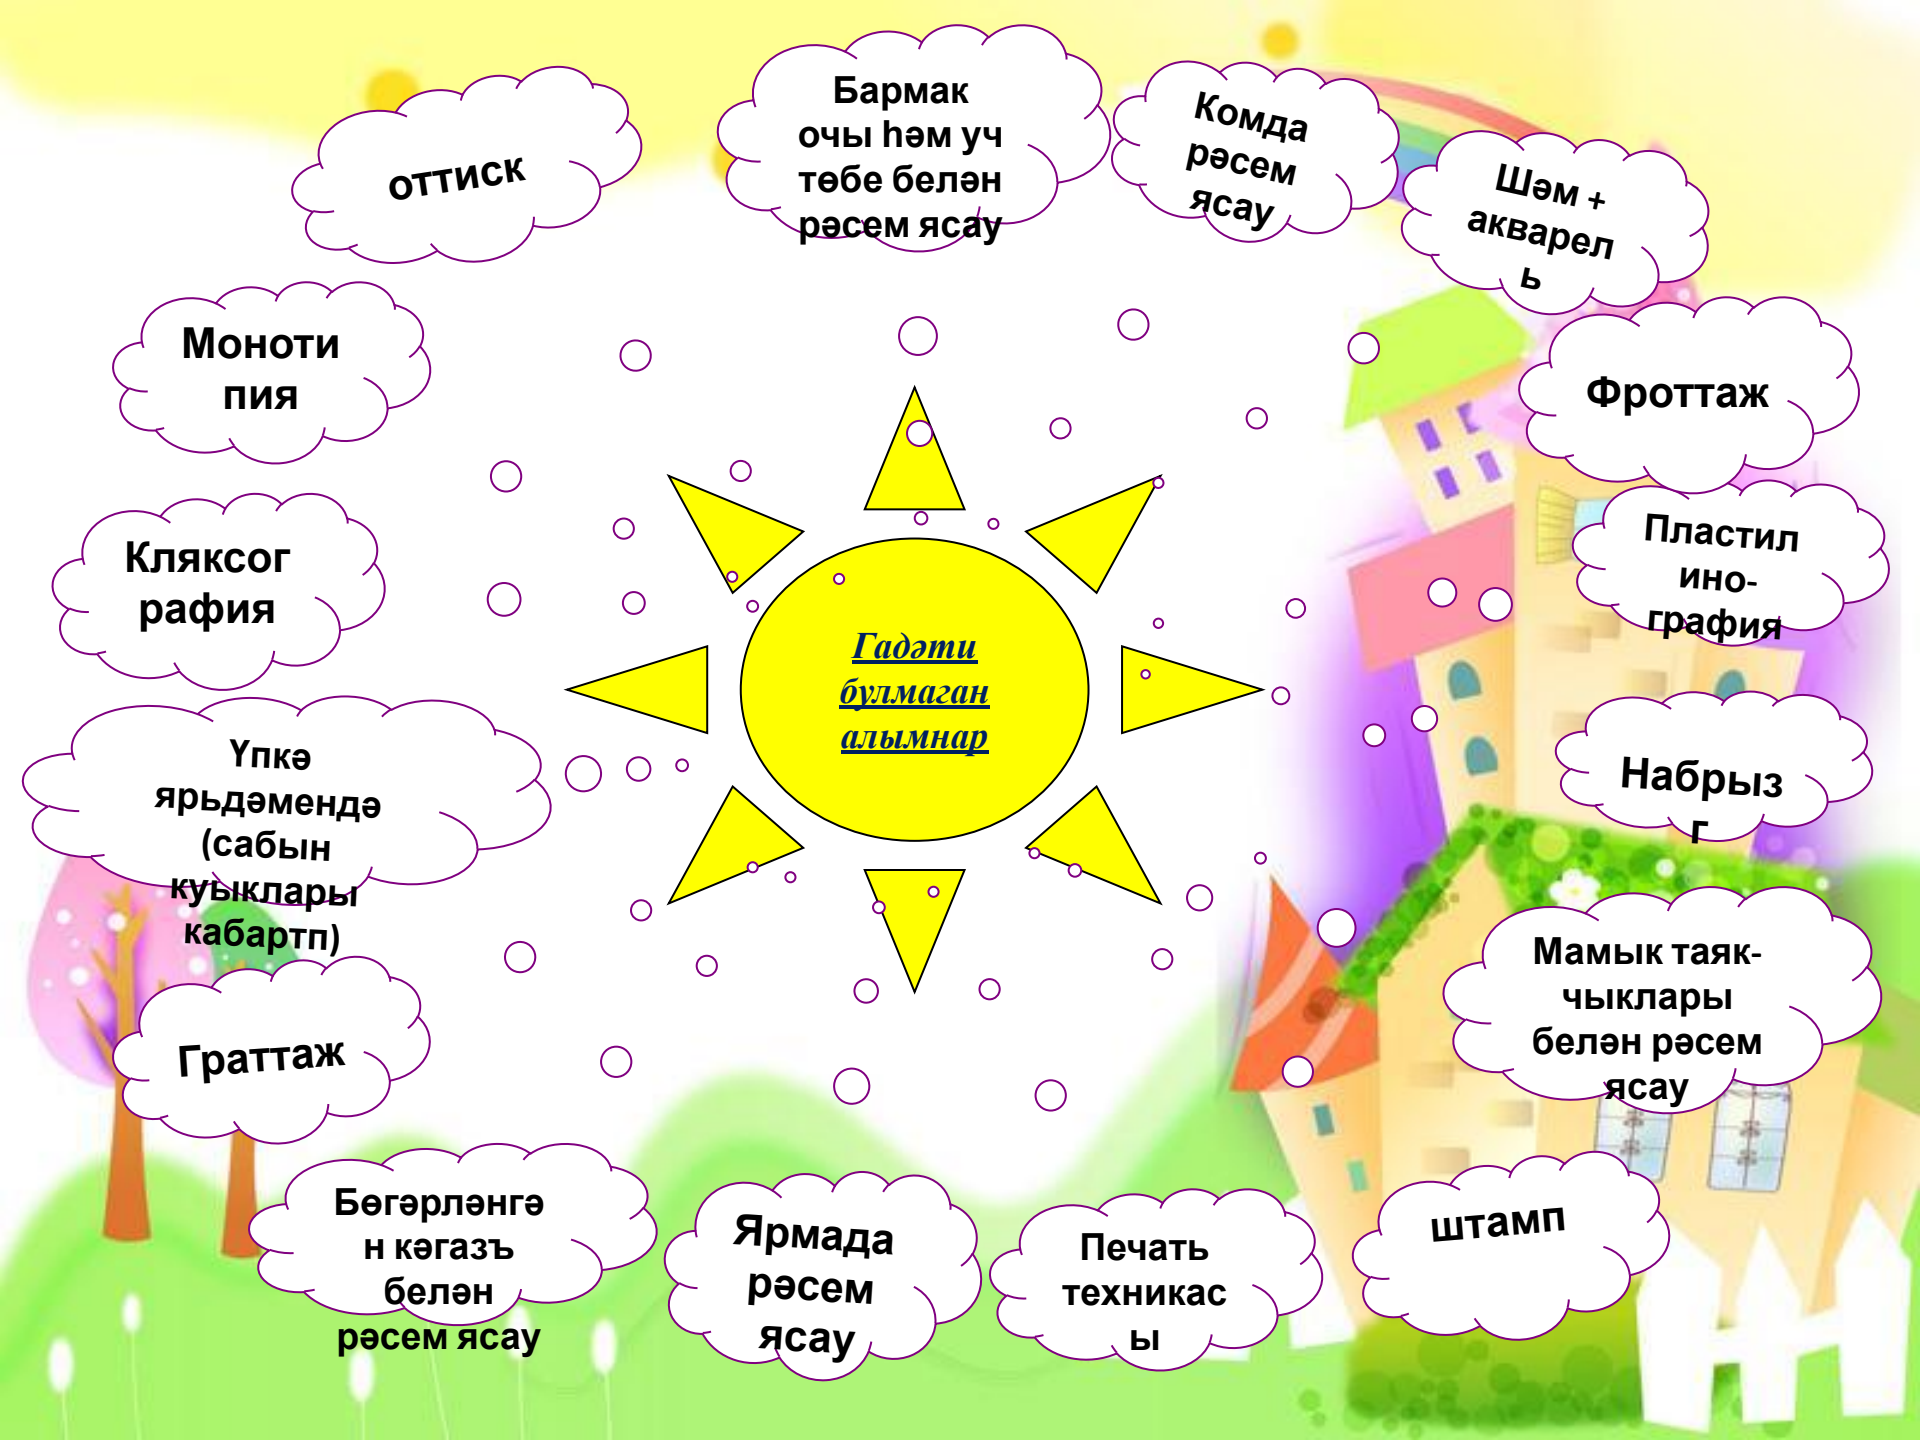 оттиск
Бармак
очы һәм уч
төбе белән
рәсем ясау
Комда
рәсем
ясау
Шәм +
акварел
ь
Моноти
пия
Фроттаж
Кляксог
рафия
Пластил
ино-
графия
Гадәти
булмаган
алымнар
Үпкә
ярьдәмендә
(сабын
куыклары
кабартп)
Набрыз
г
Граттаж
Мамык таяк-
чыклары
белән рәсем
ясау
Бөгәрләнгә
н кәгазъ
белән
рәсем ясау
Ярмада
рәсем
ясау
Печать
техникас
ы
штамп